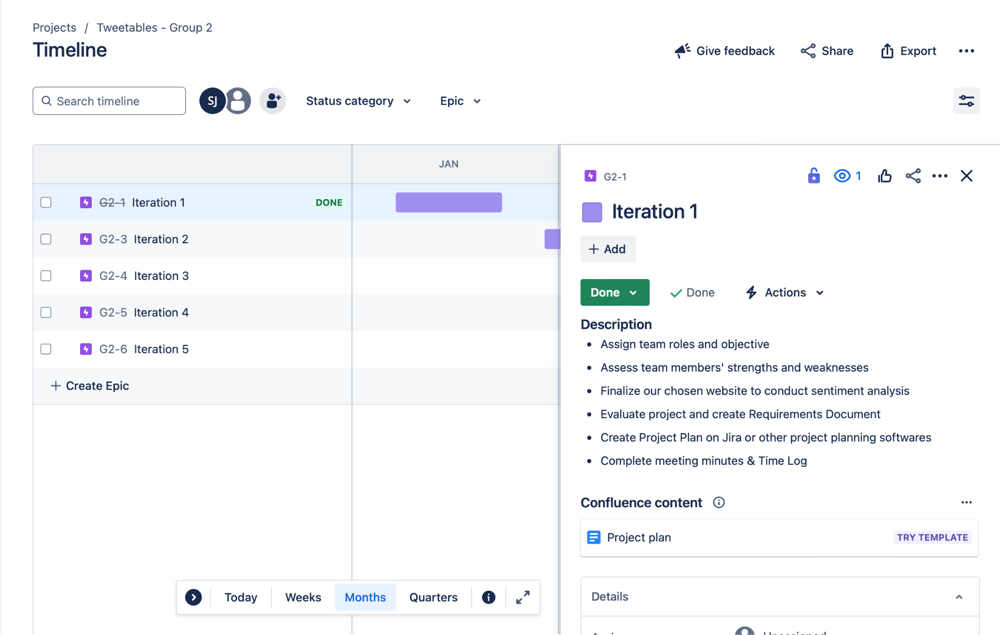 Projects / Tweetables - Group 2
Timeline
Give feedback
Share
Export
Search timeline
SJ
Status category
Epic
JAN
G2-1 Iteration 1 DONE
G2-3 Iteration 2
G2-4 Iteration 3
G2-5 Iteration 4
G2-6 Iteration 5
+ Create Epic
Today
Weeks
Months
Quarters
G2-1
1
Iteration 1
+ Add
Done
Done
Actions
Description
• Assign team roles and objective
• Assess team members' strengths and weaknesses
• Finalize our chosen website to conduct sentiment analysis
• Evaluate project and create Requirements Document
• Create Project Plan on Jira or other project planning softwares
• Complete meeting minutes & Time Log
Confluence content
Project plan
TRY TEMPLATE
Details
Unassigned